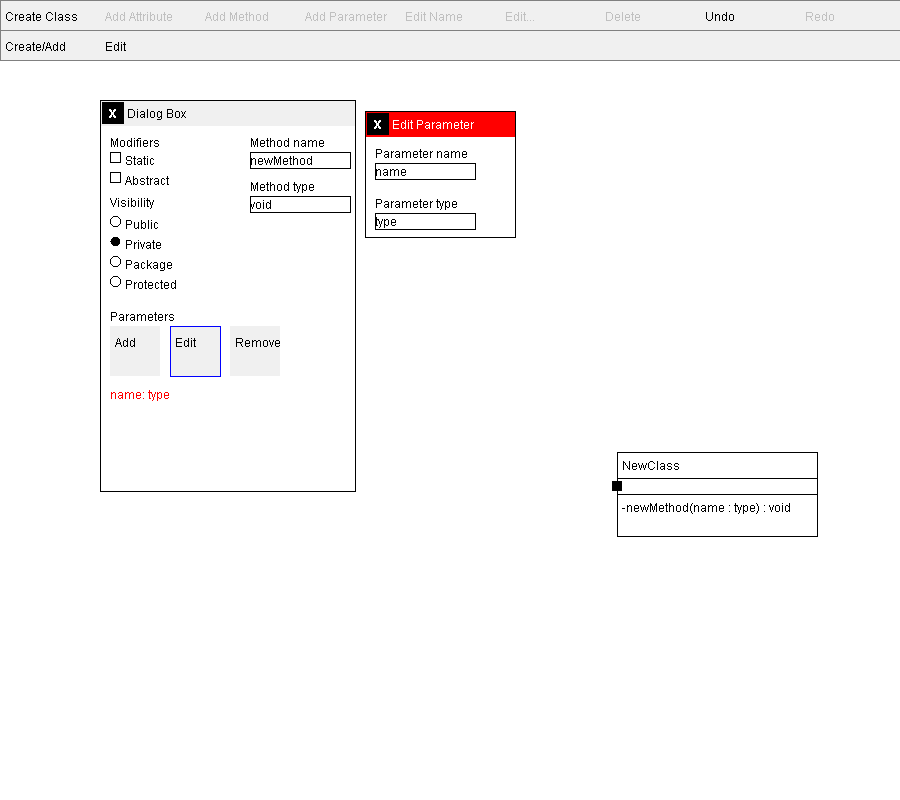 Create Class Add Attribute Add Method Add Parameter Edit Name Edit... Delete Undo Redo
Create/Add Edit
X Dialog Box
Modifiers
Static
Abstract
Visibility
Public
Private
Package
Protected
Method name
newMethod
Method type
void
Parameters
Add Edit Remove
name: type
X Edit Parameter
Parameter name
name
Parameter type
type
NewClass
-newMethod(name : type) : void